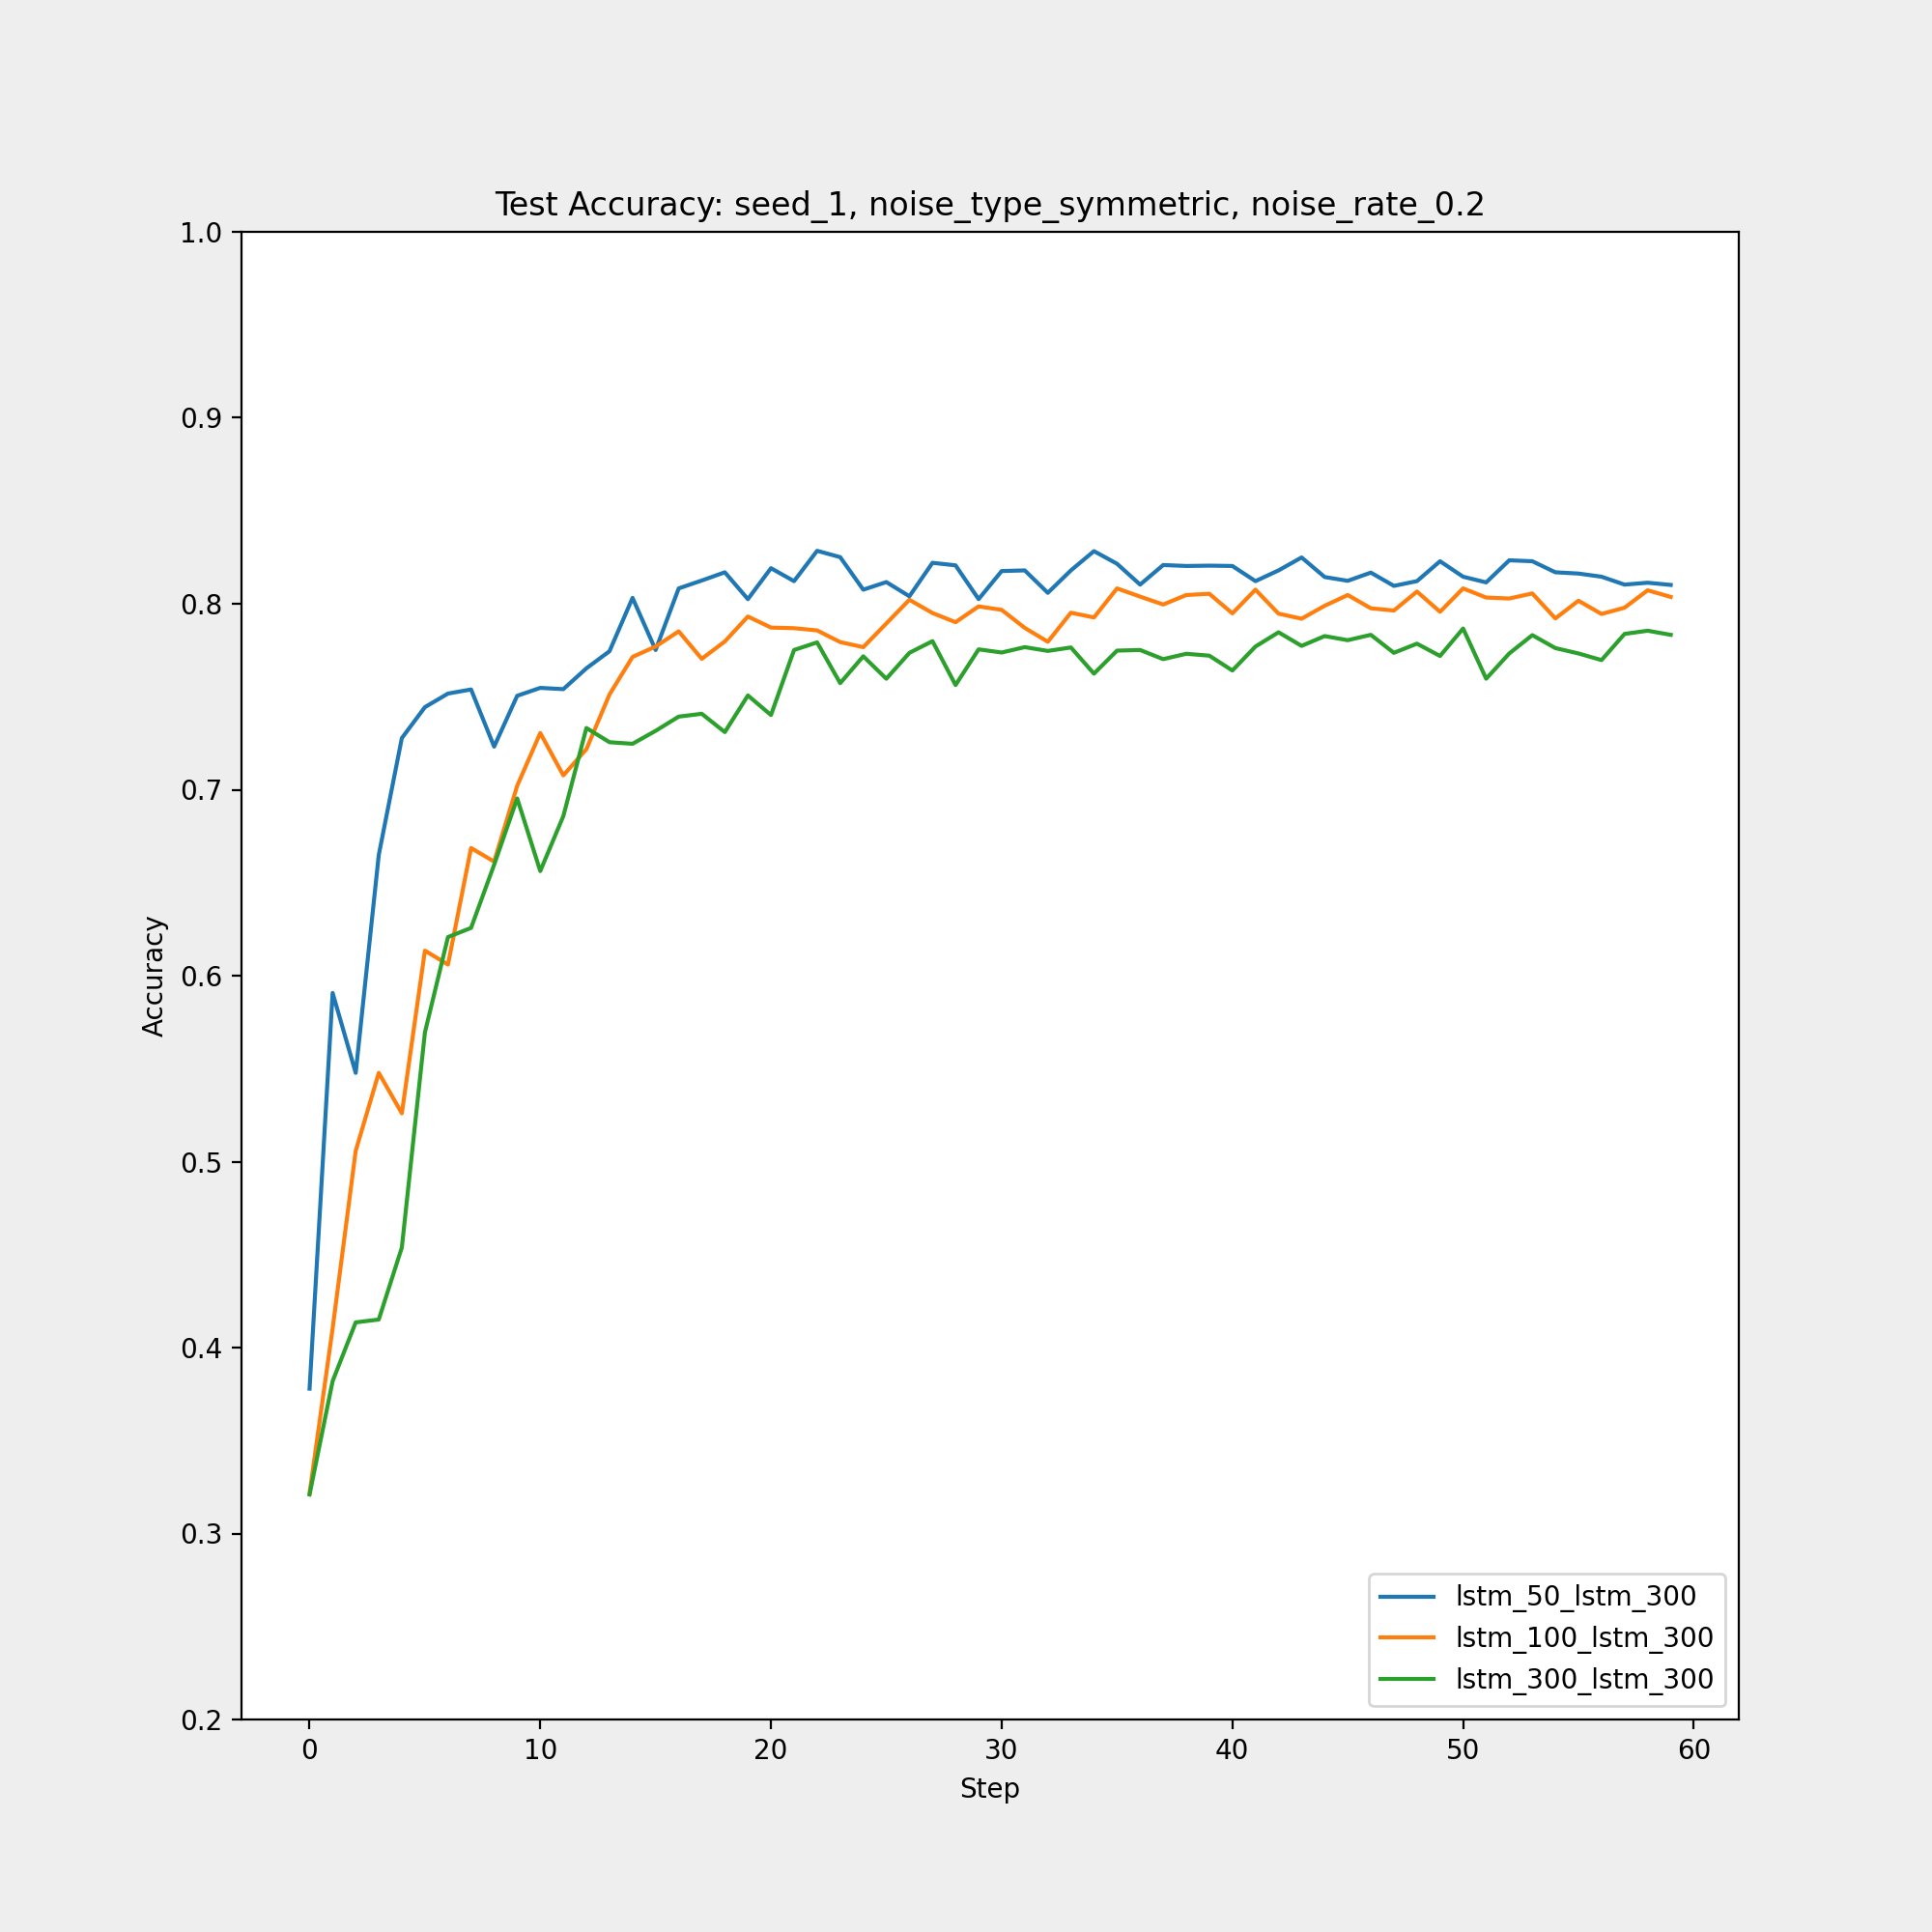 Test Accuracy: seed_1, noise_type_symmetric, noise_rate_0.2
1.0
0.9
0.8
0.7
0.6
0.5
0.4
0.3
0.2
Accuracy
0 10 20 30 40 50 60
Step
lstm_50_lstm_300
lstm_100_lstm_300
lstm_300_lstm_300